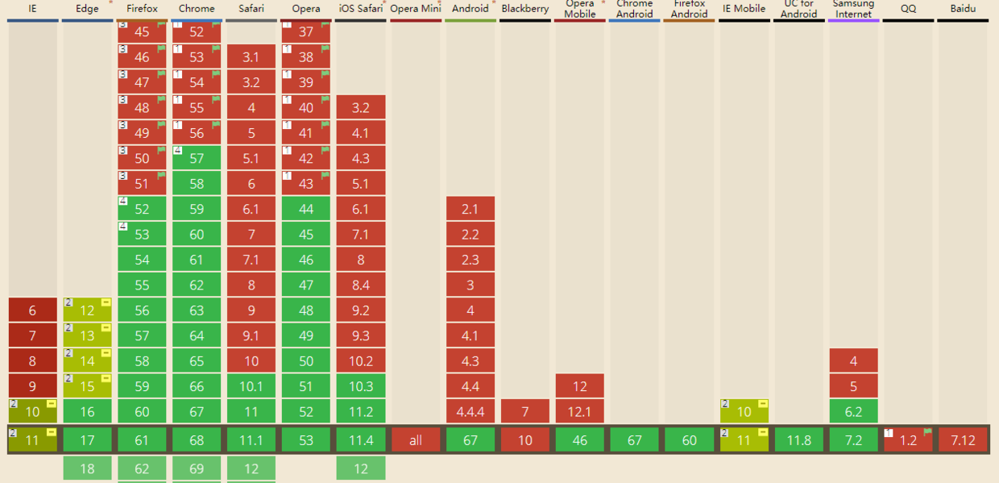 IE Edge * Firefox Chrome Safari Opera iOS Safari * Opera Mini * Android * Blackberry Opera Mobile * Chrome Android Firefox Android IE Mobile UC for Android Samsung Internet QQ Baidu
3 45 1 52 1 37
3 46 1 53 3.1 1 38
3 47 1 54 3.2 1 39
3 48 1 55 4 1 40 3.2
3 49 1 56 5 1 41 4.1
3 50 4 57 5.1 1 42 4.3
3 51 58 6 1 43 5.1
4 52 59 6.1 44 6.1 2.1
4 53 60 7 45 7.1 2.2
54 61 7.1 46 8 2.3
55 62 8 47 8.4 3
6 2 12 - 56 63 9 48 9.2 4
7 2 13 - 57 64 9.1 49 9.3 4.1
8 2 14 - 58 65 10 50 10.2 4.3 4
9 2 15 - 59 66 10.1 51 10.3 4.4 12 5
2 10 - 16 60 67 11 52 11.2 4.4.4 7 12.1 2 10 - 6.2
2 11 - 17 61 68 11.1 53 11.4 all 67 10 46 67 60 2 11 - 11.8 7.2 1 1.2 7.12
18 62 69 12 12